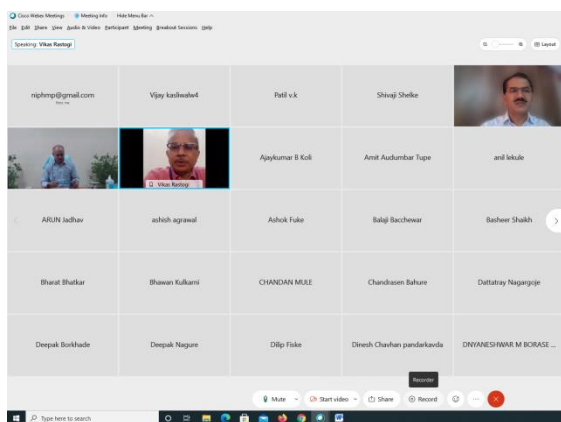 Cisco Webex Meetings Meeting Info Hide Menu Bar
File Edit Share View Audio & Video Participant Meeting Breakout Sessions Help
Speaking: Vikas Rastogi
Layout
niphmp@gmail.com
Host, me
Vijay kasliwalw4
Patil v.k
Shivaji Shelke
Vikas Rastogi
Ajaykumar B Koli
Amit Audumbar Tupe
anil lekule
ARUN Jadhav
ashish agrawal
Ashok Fuke
Balaji Bacchewar
Basheer Shaikh
Bharat Bhatkar
Bhawan Kulkarni
CHANDAN MULE
Chandrasen Bahure
Dattatray Nagargoje
Deepak Borkhade
Deepak Nagure
Dilip Fiske
Dinesh Chavhan pandarkavda
DNYANESHWAR M BORASE ...
Recorder
Mute Start video Share Record
Type here to search